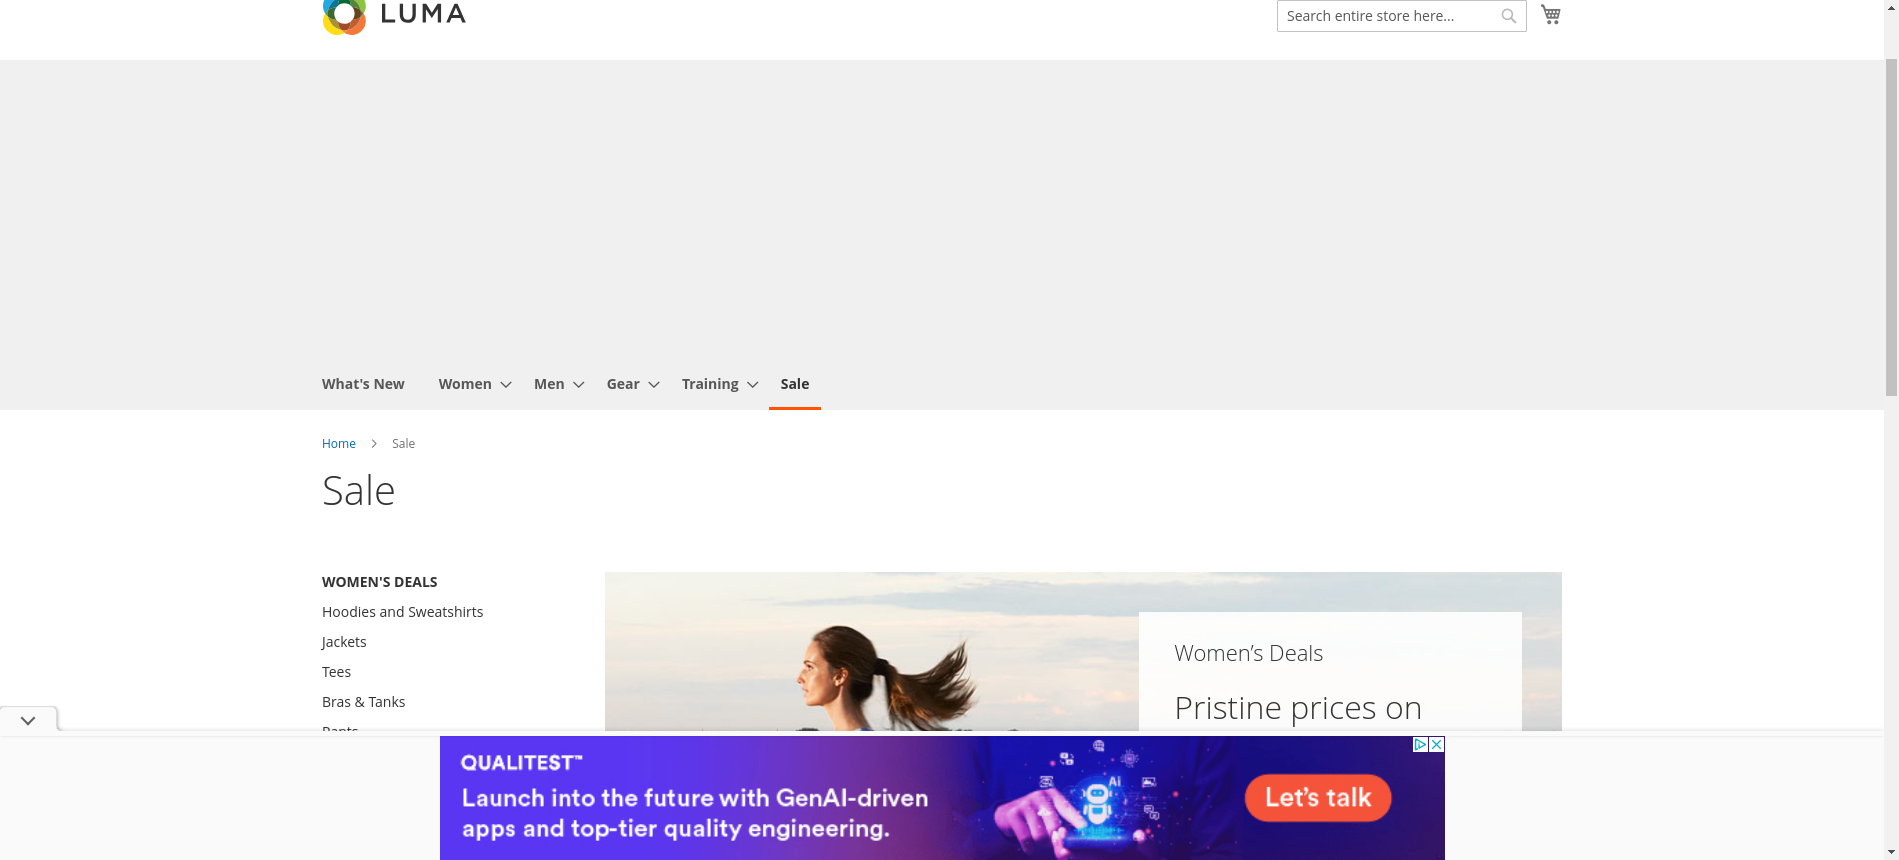 LUMA
Search entire store here...
What's New Women Men Gear Training Sale
Home Sale
Sale
WOMEN'S DEALS
Hoodies and Sweatshirts
Jackets
Tees
Bras & Tanks
Pants
Women's Deals
Pristine prices on
QUALITEST™
Launch into the future with GenAI-driven
apps and top-tier quality engineering.
Ai
Let's talk